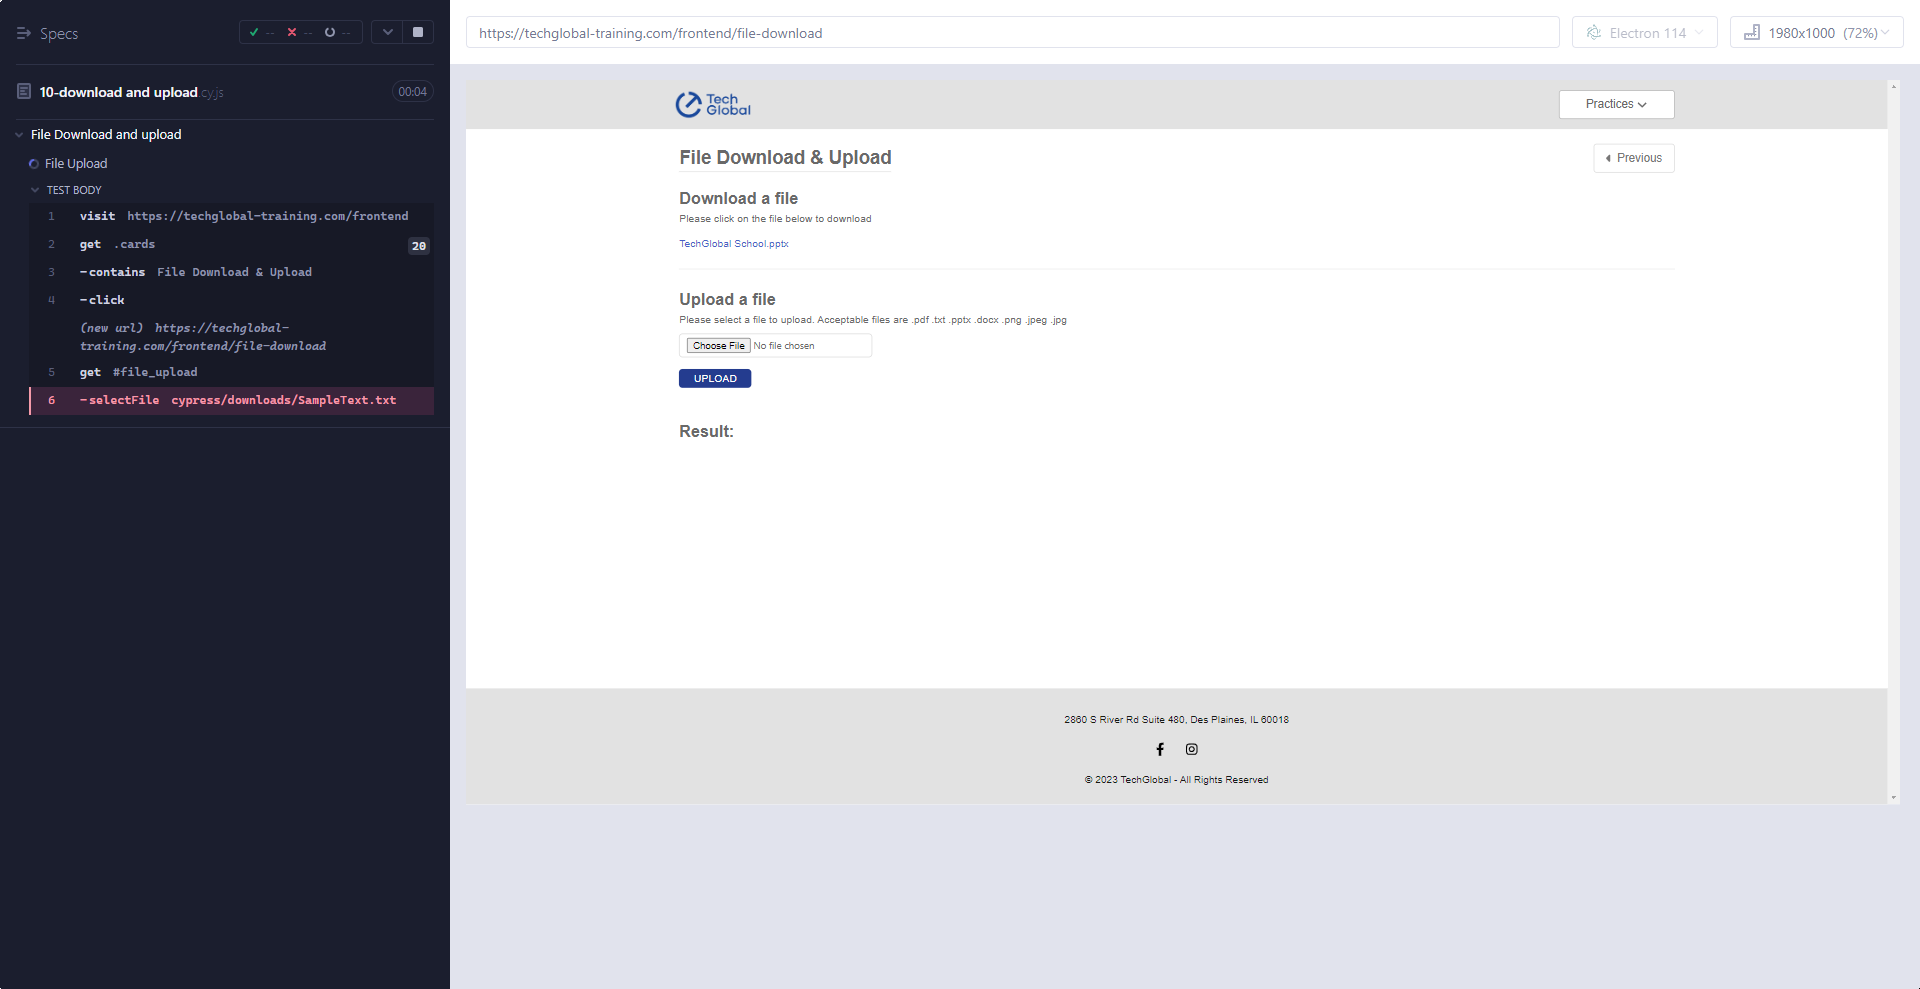 Specs
-- -- --
10-download and upload.cy.js
00:04
File Download and upload
File Upload
TEST BODY
1 visit https://techglobal-training.com/frontend
2 get .cards 20
3 -contains File Download & Upload
4 -click
(new url) https://techglobal-
training.com/frontend/file-download
5 get #file_upload
6 -selectFile cypress/downloads/SampleText.txt
https://techglobal-training.com/frontend/file-download
Electron 114
1980x1000 (72%)
Tech
Global
Practices
File Download & Upload
Previous
Download a file
Please click on the file below to download
TechGlobal School.pptx
Upload a file
Please select a file to upload. Acceptable files are .pdf .txt .pptx .docx .png .jpeg .jpg
Choose File No file chosen
UPLOAD
Result:
2860 S River Rd Suite 480, Des Plaines, IL 60018
© 2023 TechGlobal - All Rights Reserved